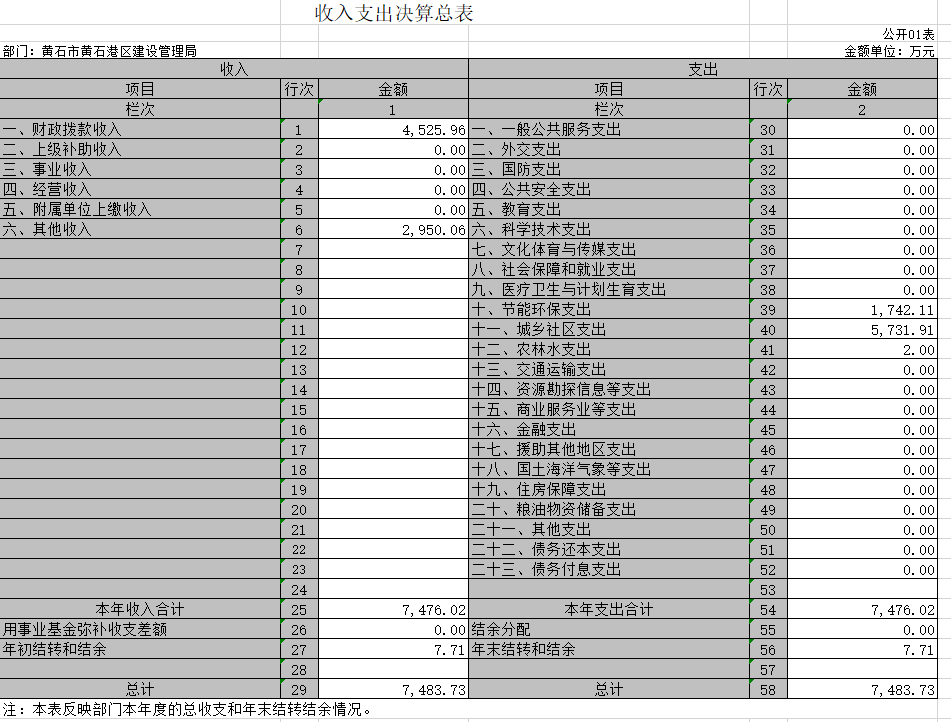 收入支出决算总表
公开01表
部门：黄石市黄石港区建设管理局 金额单位：万元
收入 支出
项目 行次 金额 项目 行次 金额
栏次 1 栏次 2
一、财政拨款收入 1 4,525.96 一、一般公共服务支出 30 0.00
二、上级补助收入 2 0.00 二、外交支出 31 0.00
三、事业收入 3 0.00 三、国防支出 32 0.00
四、经营收入 4 0.00 四、公共安全支出 33 0.00
五、附属单位上缴收入 5 0.00 五、教育支出 34 0.00
六、其他收入 6 2,950.06 六、科学技术支出 35 0.00
7 七、文化体育与传媒支出 36 0.00
8 八、社会保障和就业支出 37 0.00
9 九、医疗卫生与计划生育支出 38 0.00
10 十、节能环保支出 39 1,742.11
11 十一、城乡社区支出 40 5,731.91
12 十二、农林水支出 41 2.00
13 十三、交通运输支出 42 0.00
14 十四、资源勘探信息等支出 43 0.00
15 十五、商业服务业等支出 44 0.00
16 十六、金融支出 45 0.00
17 十七、援助其他地区支出 46 0.00
18 十八、国土海洋气象等支出 47 0.00
19 十九、住房保障支出 48 0.00
20 二十、粮油物资储备支出 49 0.00
21 二十一、其他支出 50 0.00
22 二十二、债务还本支出 51 0.00
23 二十三、债务付息支出 52 0.00
24 53
本年收入合计 25 7,476.02 本年支出合计 54 7,476.02
用事业基金弥补收支差额 26 0.00 结余分配 55 0.00
年初结转和结余 27 7.71 年末结转和结余 56 7.71
28 57
总计 29 7,483.73 总计 58 7,483.73
注：本表反映部门本年度的总收支和年末结转结余情况。